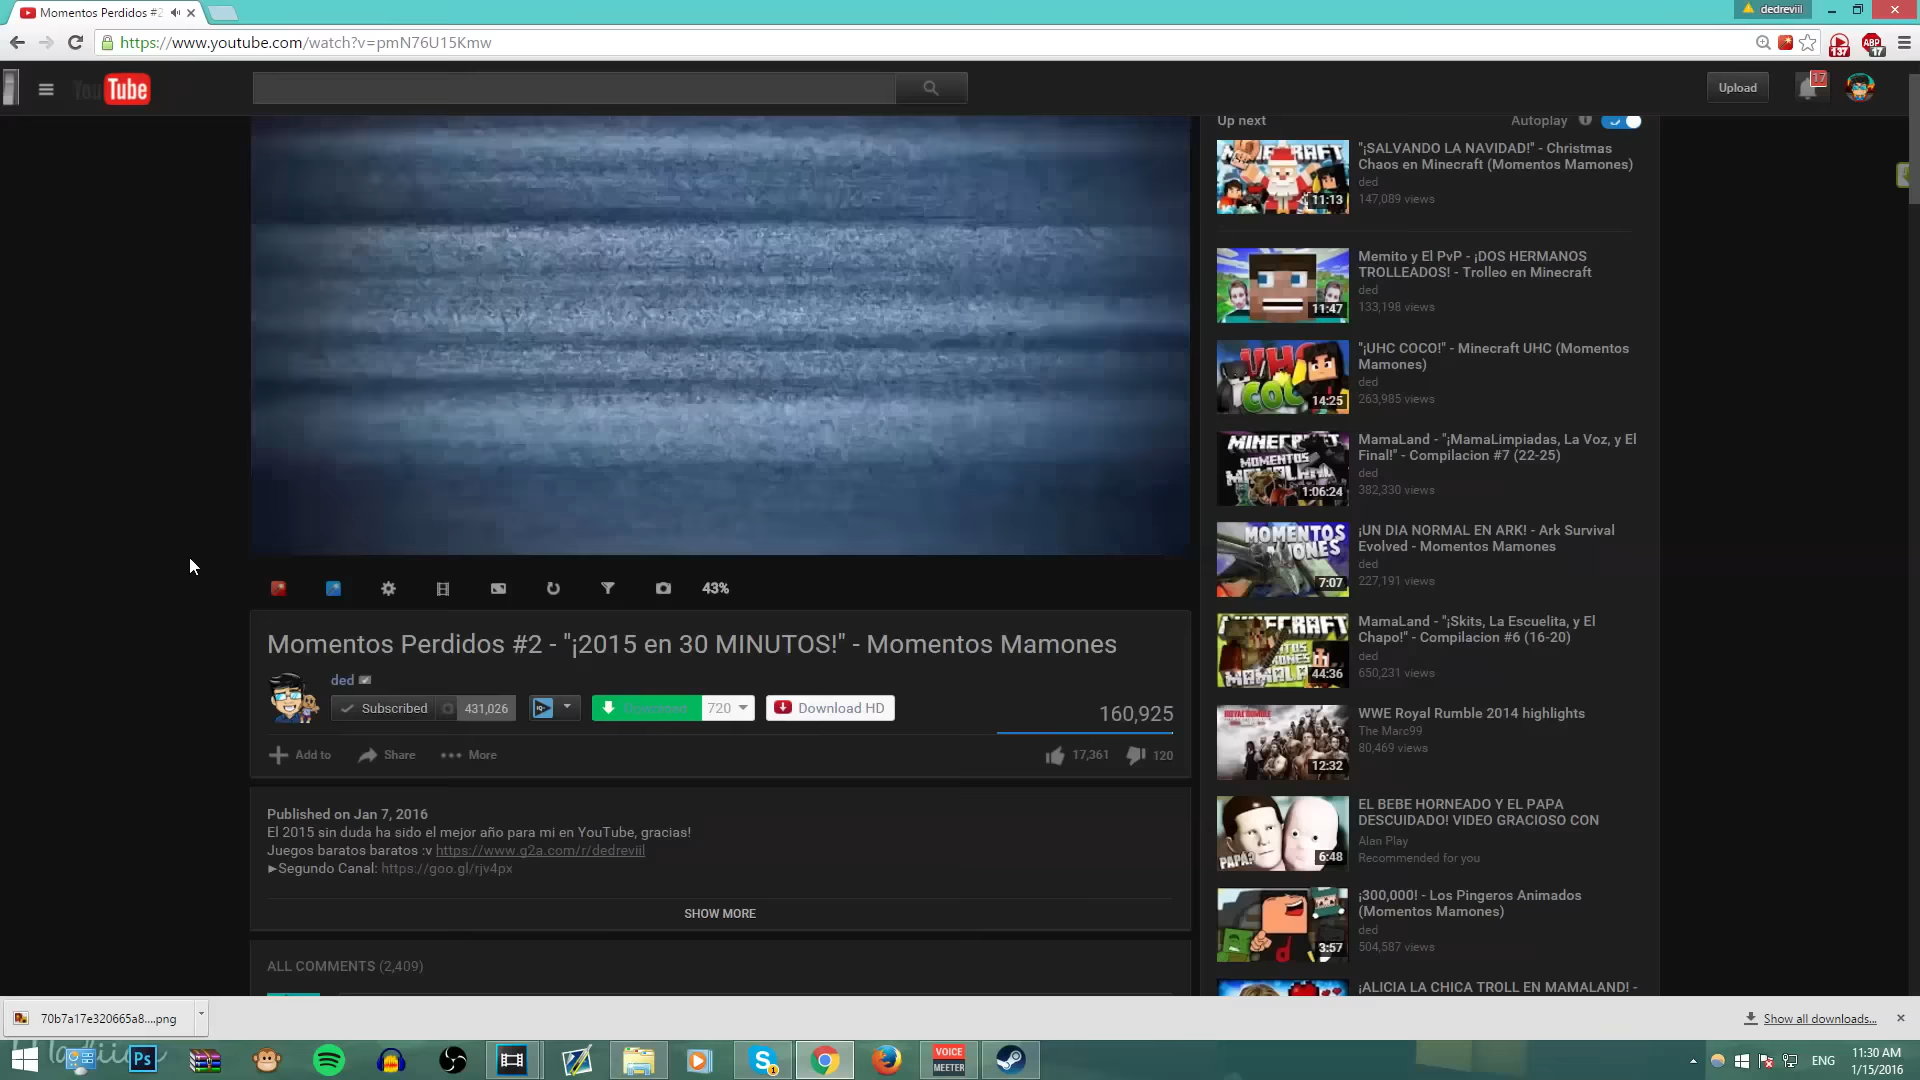 Momentos Perdidos #2
dedreviil
https://www.youtube.com/watch?v=pmN76U15Kmw
137
ABP
17
YouTube
Upload
17
Up next
Autoplay
"¡SALVANDO LA NAVIDAD!" - Christmas
Chaos en Minecraft (Momentos Mamones)
ded
147,089 views
11:13
Memito y El PvP - ¡DOS HERMANOS
TROLLEADOS! - Trolleo en Minecraft
ded
133,198 views
11:47
"¡UHC COCO!" - Minecraft UHC (Momentos
Mamones)
ded
263,985 views
14:25
MamaLand - "¡MamaLimpiadas, La Voz, y El
Final!" - Compilacion #7 (22-25)
ded
382,330 views
1:06:24
¡UN DIA NORMAL EN ARK! - Ark Survival
Evolved - Momentos Mamones
ded
227,191 views
7:07
MamaLand - "¡Skits, La Escuelita, y El
Chapo!" - Compilacion #6 (16-20)
ded
650,231 views
44:36
WWE Royal Rumble 2014 highlights
The Marc99
80,469 views
12:32
EL BEBE HORNEADO Y EL PAPA
DESCUIDADO! VIDEO GRACIOSO CON
Alan Play
Recommended for you
PAPA?
6:48
¡300,000! - Los Pingeros Animados
(Momentos Mamones)
ded
504,587 views
3:57
¡ALICIA LA CHICA TROLL EN MAMALAND! -
43%
Momentos Perdidos #2 - "¡2015 en 30 MINUTOS!" - Momentos Mamones
ded
Subscribed 431,026
Download 720
Download HD
160,925
Add to
Share
More
17,361
120
Published on Jan 7, 2016
El 2015 sin duda ha sido el mejor año para mi en YouTube, gracias!
Juegos baratos baratos :v https://www.g2a.com/r/dedreviil
►Segundo Canal: https://goo.gl/rjv4px
SHOW MORE
ALL COMMENTS (2,409)
70b7a17e320665a8....png
Show all downloads...
Ps
VOICE
MEETER
ENG
11:30 AM
1/15/2016